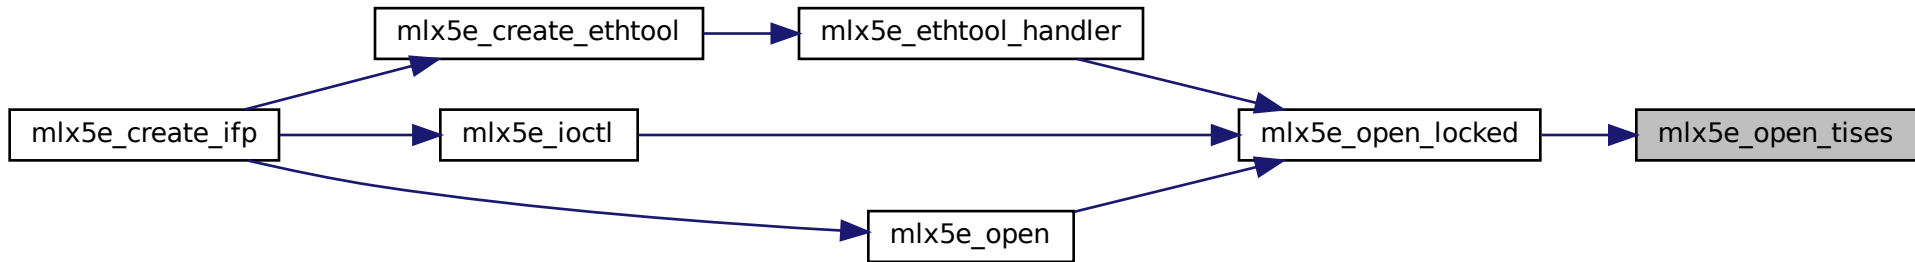 mlx5e_create_ethtool
mlx5e_ethtool_handler
mlx5e_create_ifp
mlx5e_ioctl
mlx5e_open_locked
mlx5e_open_tises
mlx5e_open